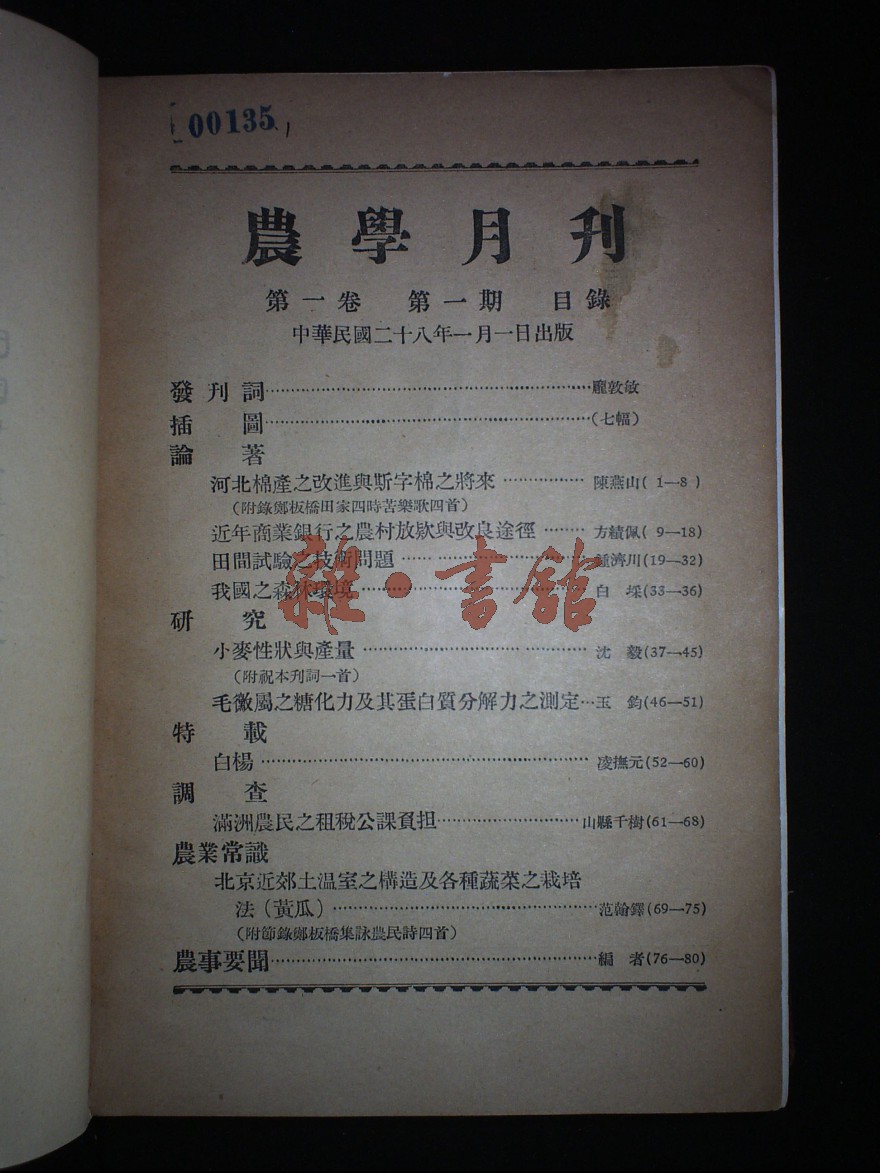 00135
農學月刊
第一卷 第一期 目錄
中華民國二十八年一月一日出版
發刊詞……龐敦敏
插圖……(七幅)
論著
河北棉產之改進與斯字棉之將來……陳燕山(1—8)
(附錄鄭板橋田家四時苦樂歌四首)
近年商業銀行之農村放款與改良途徑……方績佩(9—18)
田間試驗之技術問題……鍾濟川(19—32)
我國之森林環境……白埰(33—36)
雜·書館
研究
小麥性狀與產量……沈毅(37—45)
(附祝本刊詞一首)
毛黴屬之糖化力及其蛋白質分解力之測定…玉鈞(46—51)
特載
白楊……凌撫元(52—60)
調查
滿洲農民之租稅公課負担……山縣千樹(61—68)
農業常識
北京近郊土温室之構造及各種蔬菜之栽培
法(黃瓜)……范翰鐸(69—75)
(附節錄鄭板橋集詠農民詩四首)
農事要聞……編者(76—80)